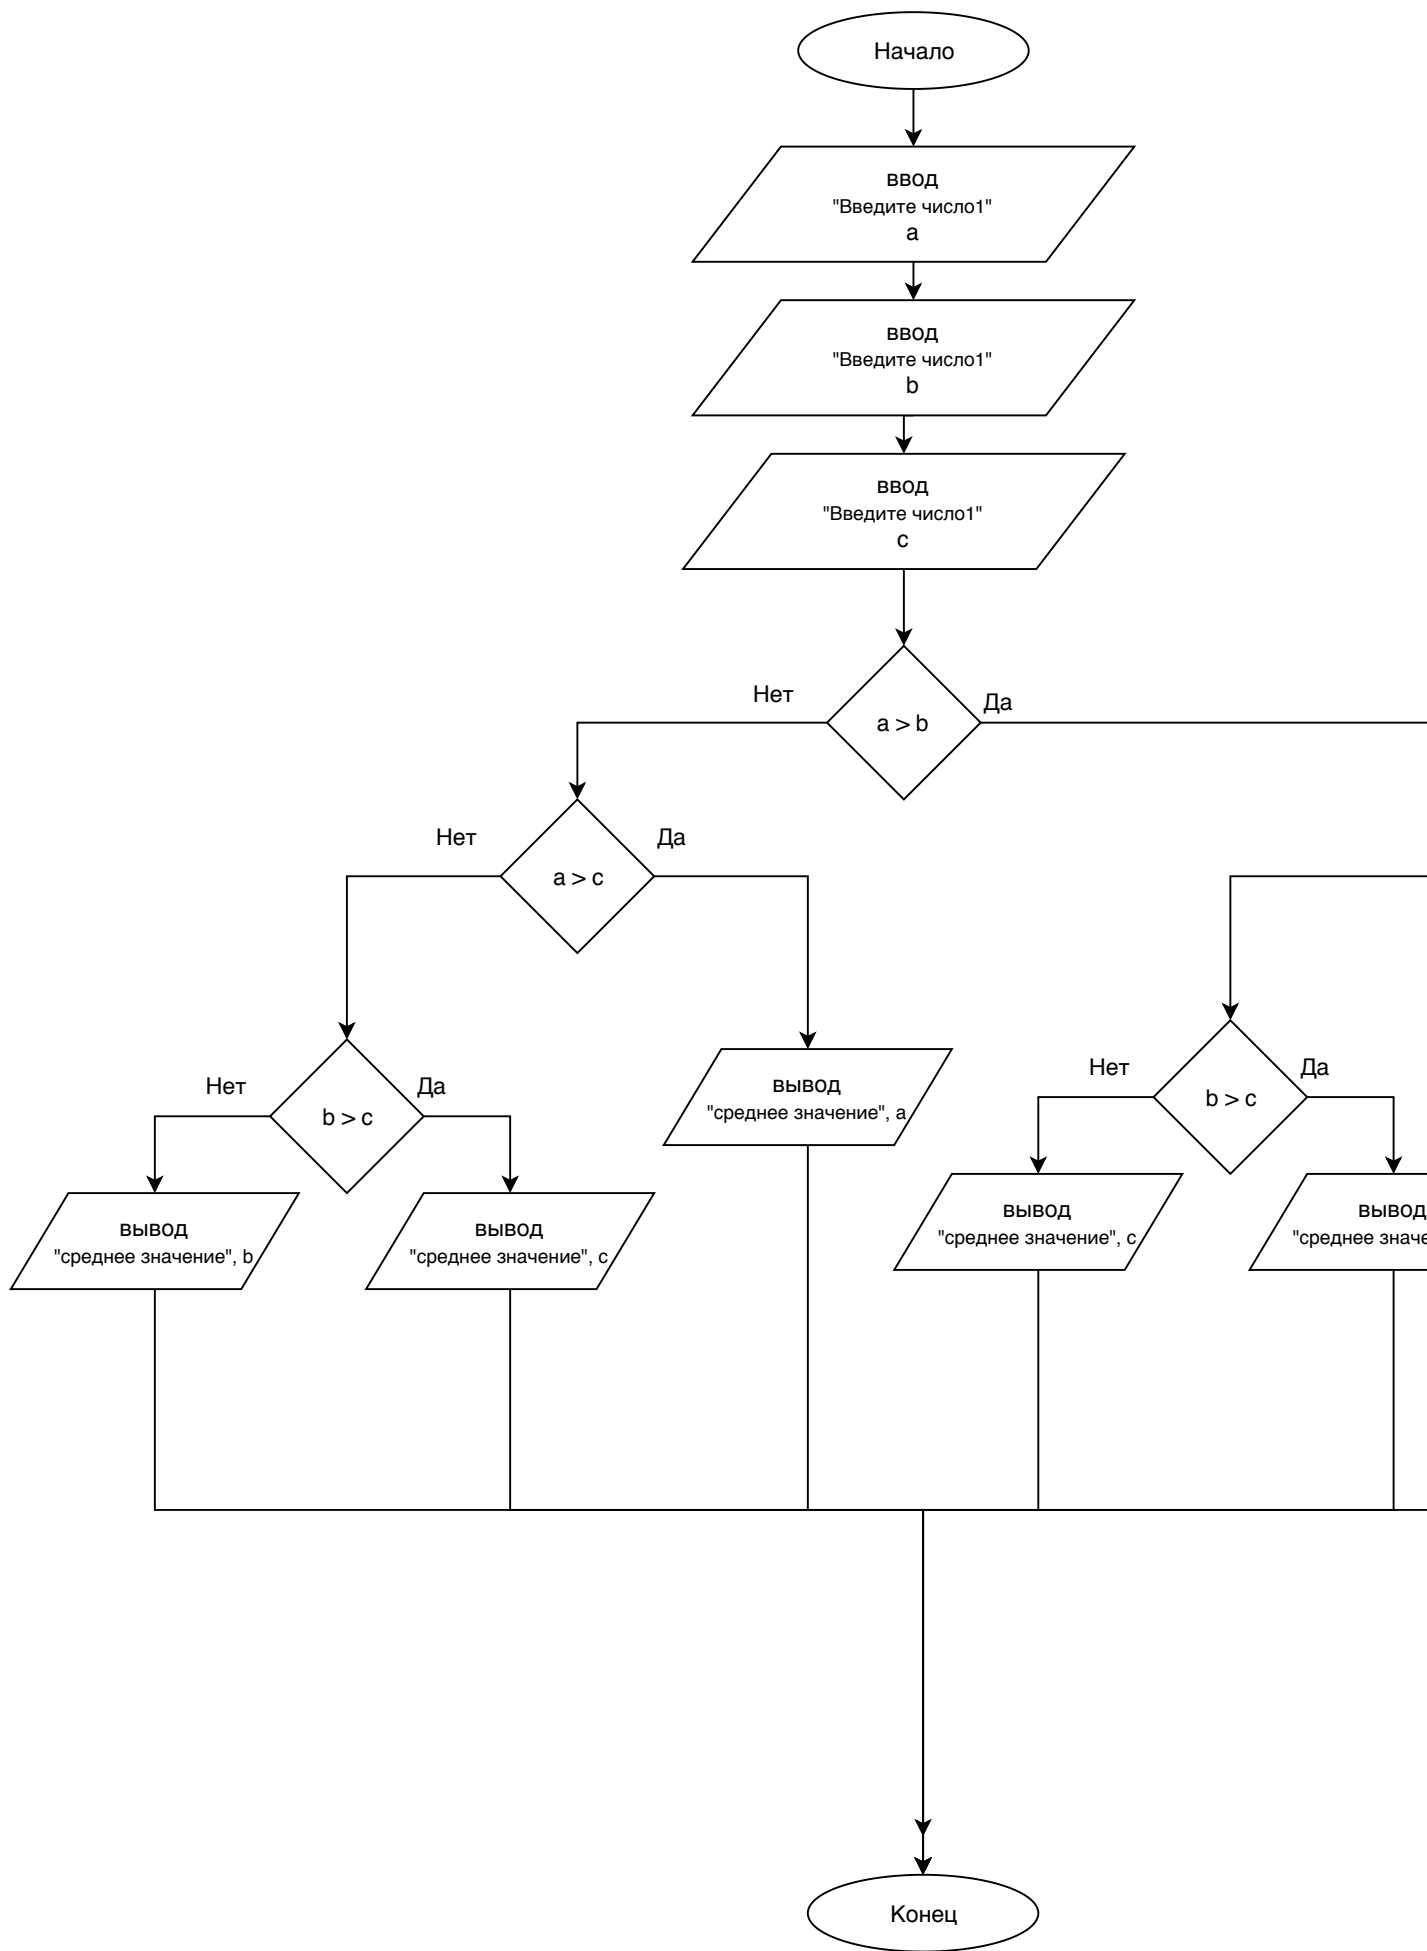 Начало
ввод
"Введите число1"
a
ввод
"Введите число1"
b
ввод
"Введите число1"
c
Нет
Да
a > b
Нет
Да
a > c
Нет
Да
b > c
вывод
"среднее значение", a
Нет
Да
b > c
вывод
"среднее значение", b
вывод
"среднее значение", c
вывод
"среднее значение", c
вывод
"среднее
Конец